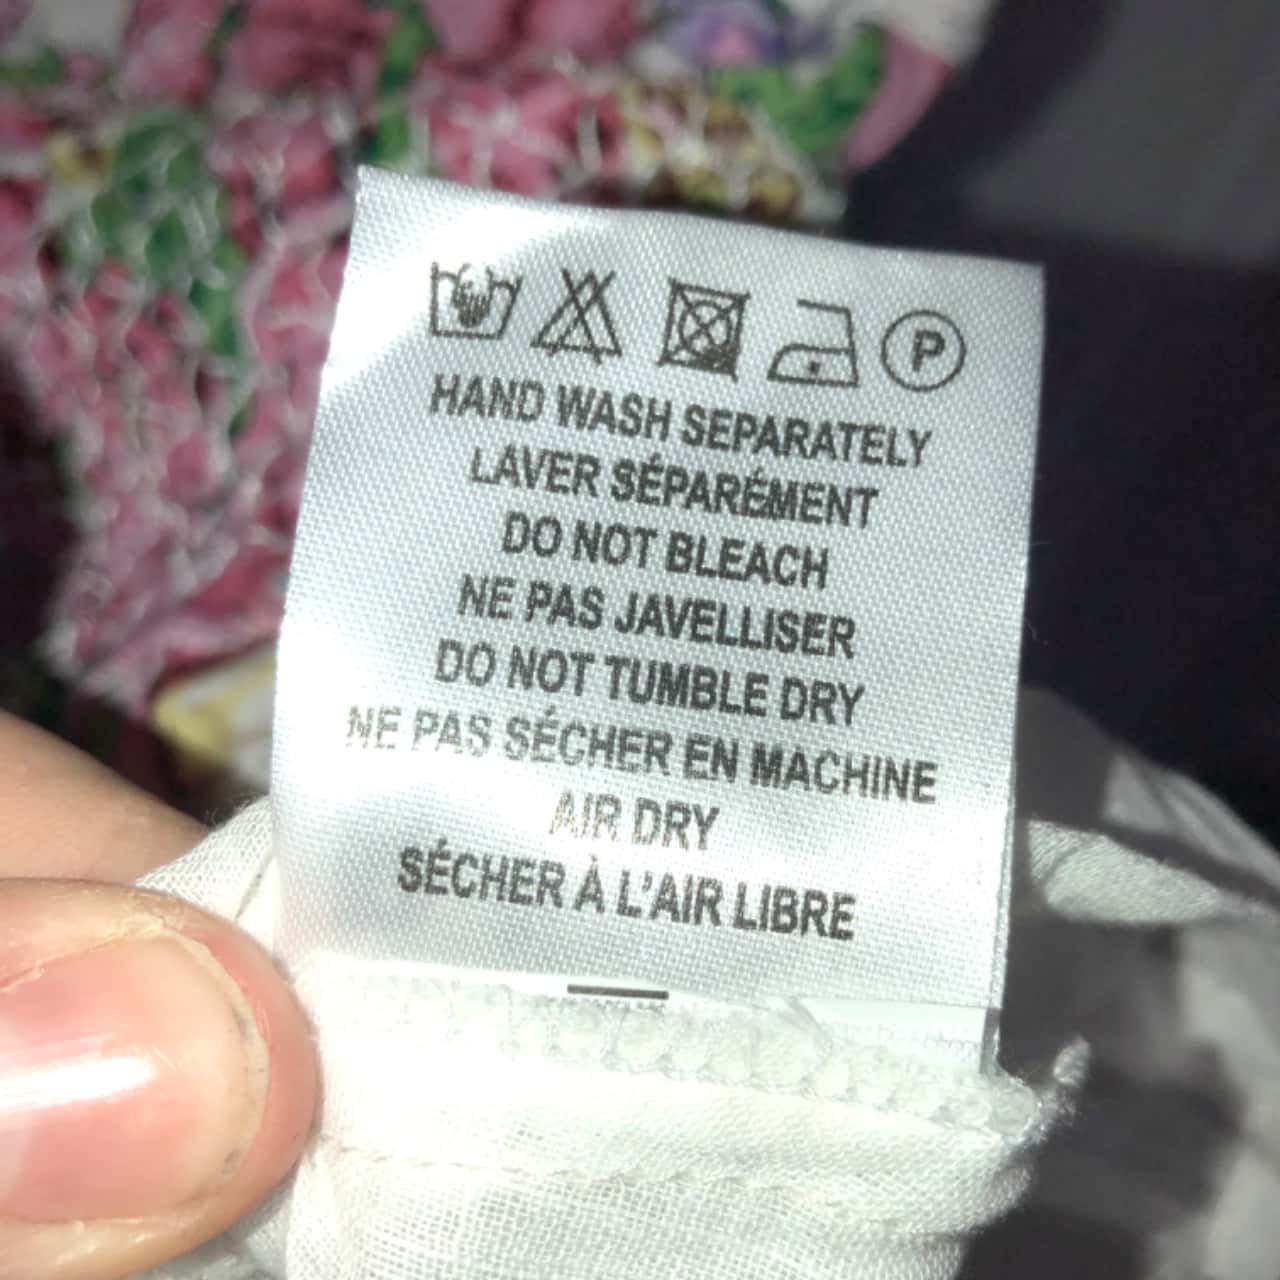 P
HAND WASH SEPARATELY
LAVER SÉPARÉMENT
DO NOT BLEACH
NE PAS JAVELLISER
DO NOT TUMBLE DRY
NE PAS SÉCHER EN MACHINE
AIR DRY
SÉCHER À L'AIR LIBRE